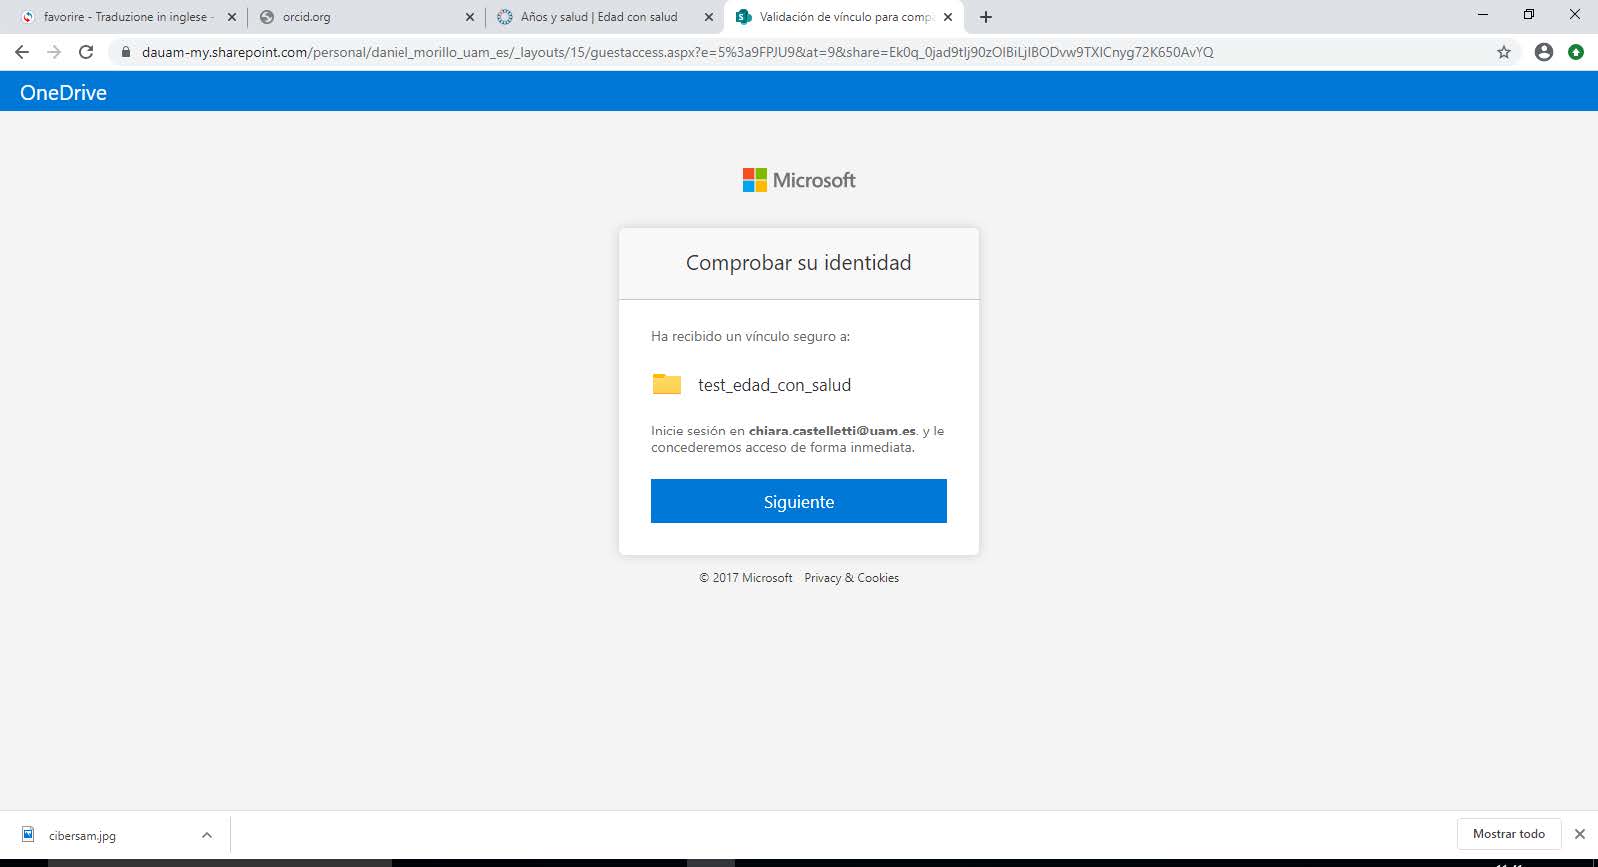 favorire - Traduzione in inglese -
orcid.org
Años y salud | Edad con salud
Validación de vínculo para comp
dauam-my.sharepoint.com/personal/daniel_morillo_uam_es/_layouts/15/guestaccess.aspx?e=5%3a9FPJU9&at=9&share=Ek0q_0jad9tIj90zOlBiLjIBODvw9TXlCnyg72K650AvYQ
OneDrive
Microsoft
Comprobar su identidad
Ha recibido un vínculo seguro a:
test_edad_con_salud
Inicie sesión en chiara.castelletti@uam.es. y le
concederemos acceso de forma inmediata.
Siguiente
© 2017 Microsoft Privacy & Cookies
cibersam.jpg
Mostrar todo